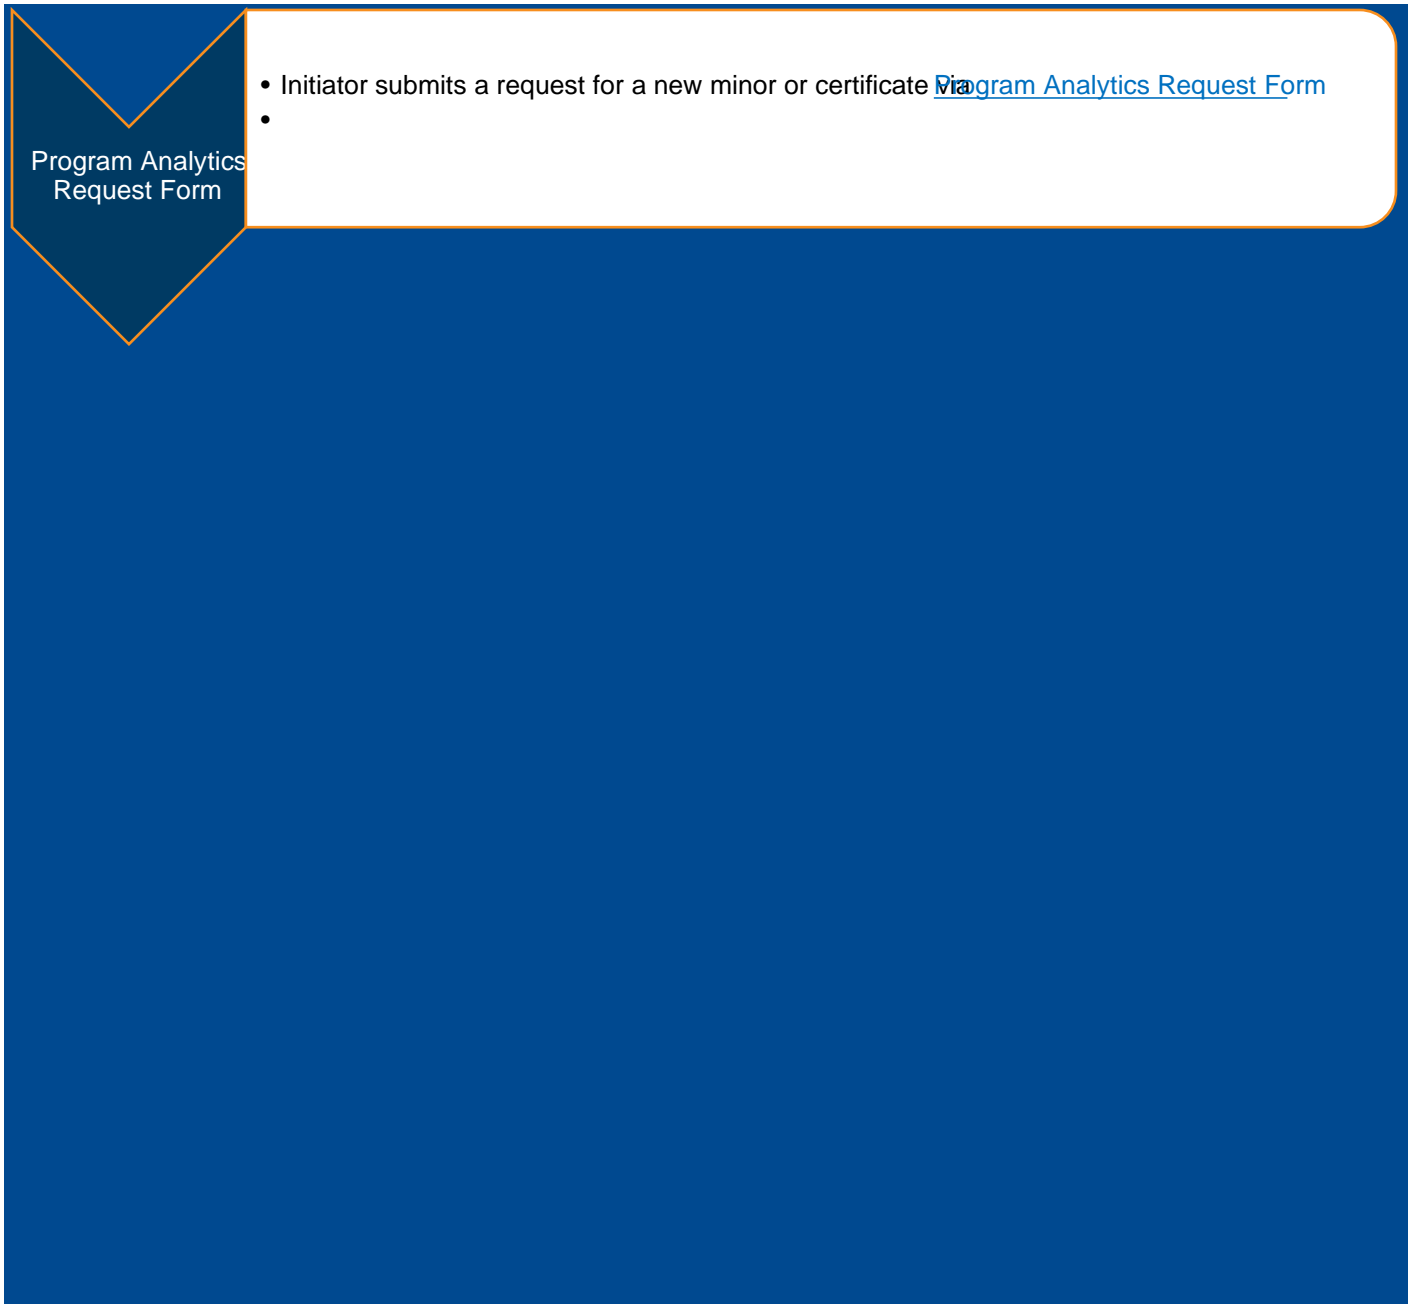 Program Analytics
Request Form
• Initiator submits a request for a new minor or certificate via Program Analytics Request Form
•